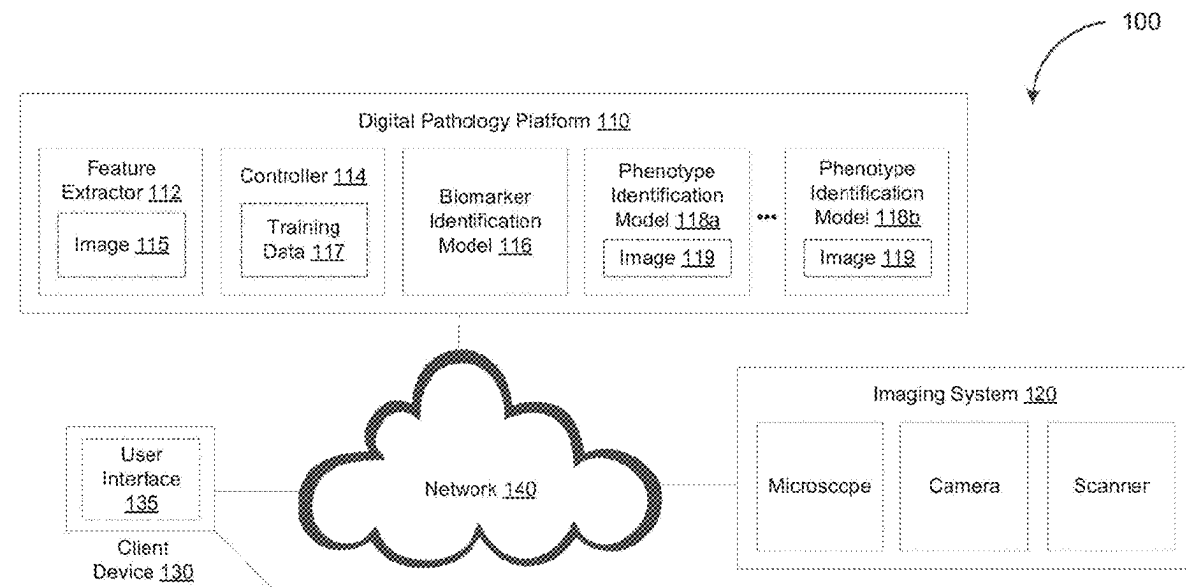 100
Digital Pathology Platform 110
Feature
Extractor 112
Image 115
Controller 114
Training
Data 117
Biomarker
Identification
Model 116
Phenotype
Identification
Model 118a
Image 119
...
Phenotype
Identification
Model 118b
Image 119
Imaging System 120
Microscope
Camera
Scanner
Network 140
User
Interface
135
Client
Device 130